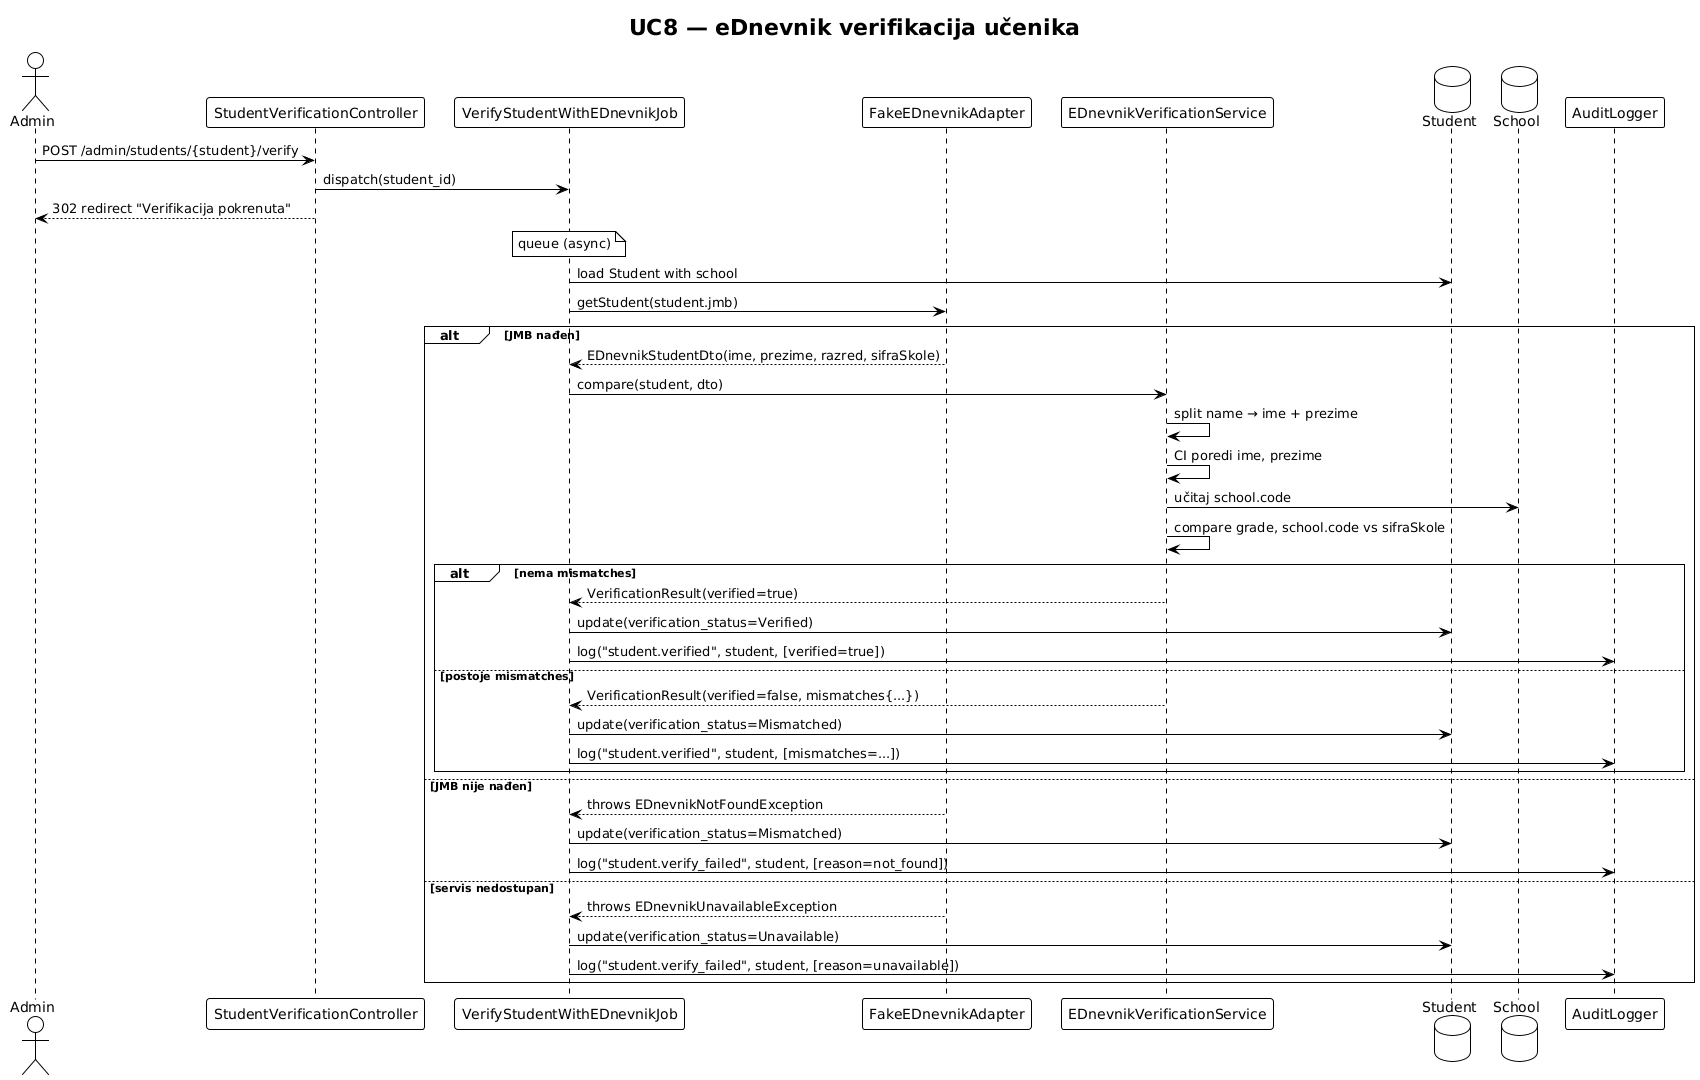 UC8 — eDnevnik verifikacija učenika
Admin
StudentVerificationController
VerifyStudentWithEDnevnikJob
FakeEDnevnikAdapter
EDnevnikVerificationService
Student
School
AuditLogger
POST /admin/students/{student}/verify
dispatch(student_id)
302 redirect "Verifikacija pokrenuta"
queue (async)
load Student with school
getStudent(student.jmb)
alt [JMB nađen]
EDnevnikStudentDto(ime, prezime, razred, sifraSkole)
compare(student, dto)
split name → ime + prezime
CI poredi ime, prezime
učitaj school.code
compare grade, school.code vs sifraSkole
alt [nema mismatches]
VerificationResult(verified=true)
update(verification_status=Verified)
log("student.verified", student, [verified=true])
[postoje mismatches]
VerificationResult(verified=false, mismatches{...})
update(verification_status=Mismatched)
log("student.verified", student, [mismatches=...])
[JMB nije nađen]
throws EDnevnikNotFoundException
update(verification_status=Mismatched)
log("student.verify_failed", student, [reason=not_found])
[servis nedostupan]
throws EDnevnikUnavailableException
update(verification_status=Unavailable)
log("student.verify_failed", student, [reason=unavailable])
Admin
StudentVerificationController
VerifyStudentWithEDnevnikJob
FakeEDnevnikAdapter
EDnevnikVerificationService
Student
School
AuditLogger